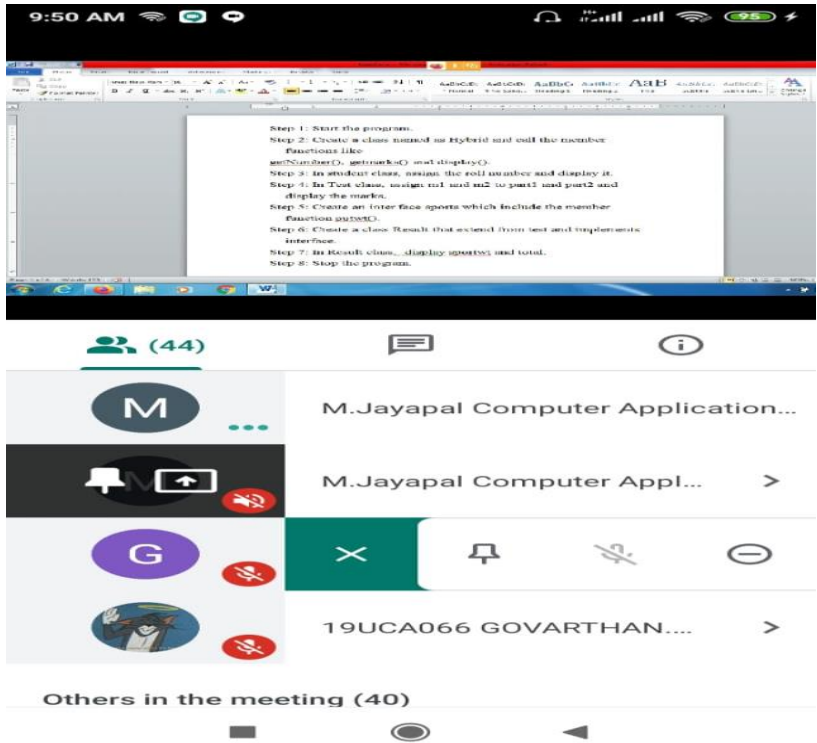 9:50 AM
95
Step 1: Start the program.
Step 2: Create a class named as Hybrid and call the member
functions like
getNumber(), getmarks() and display().
Step 3: In student class, assign the roll number and display it.
Step 4: In Test class, assign m1 and m2 to part1 and part2 and
display the marks.
Step 5: Create an inter face sports which include the member
function putwt().
Step 6: Create a class Result that extend from test and implements
interface.
Step 7: In Result class, display sportwt and total.
Step 8: Stop the program.
(44)
M
M.Jayapal Computer Application...
M.Jayapal Computer Appl...
G
19UCA066 GOVARTHAN....
Others in the meeting (40)